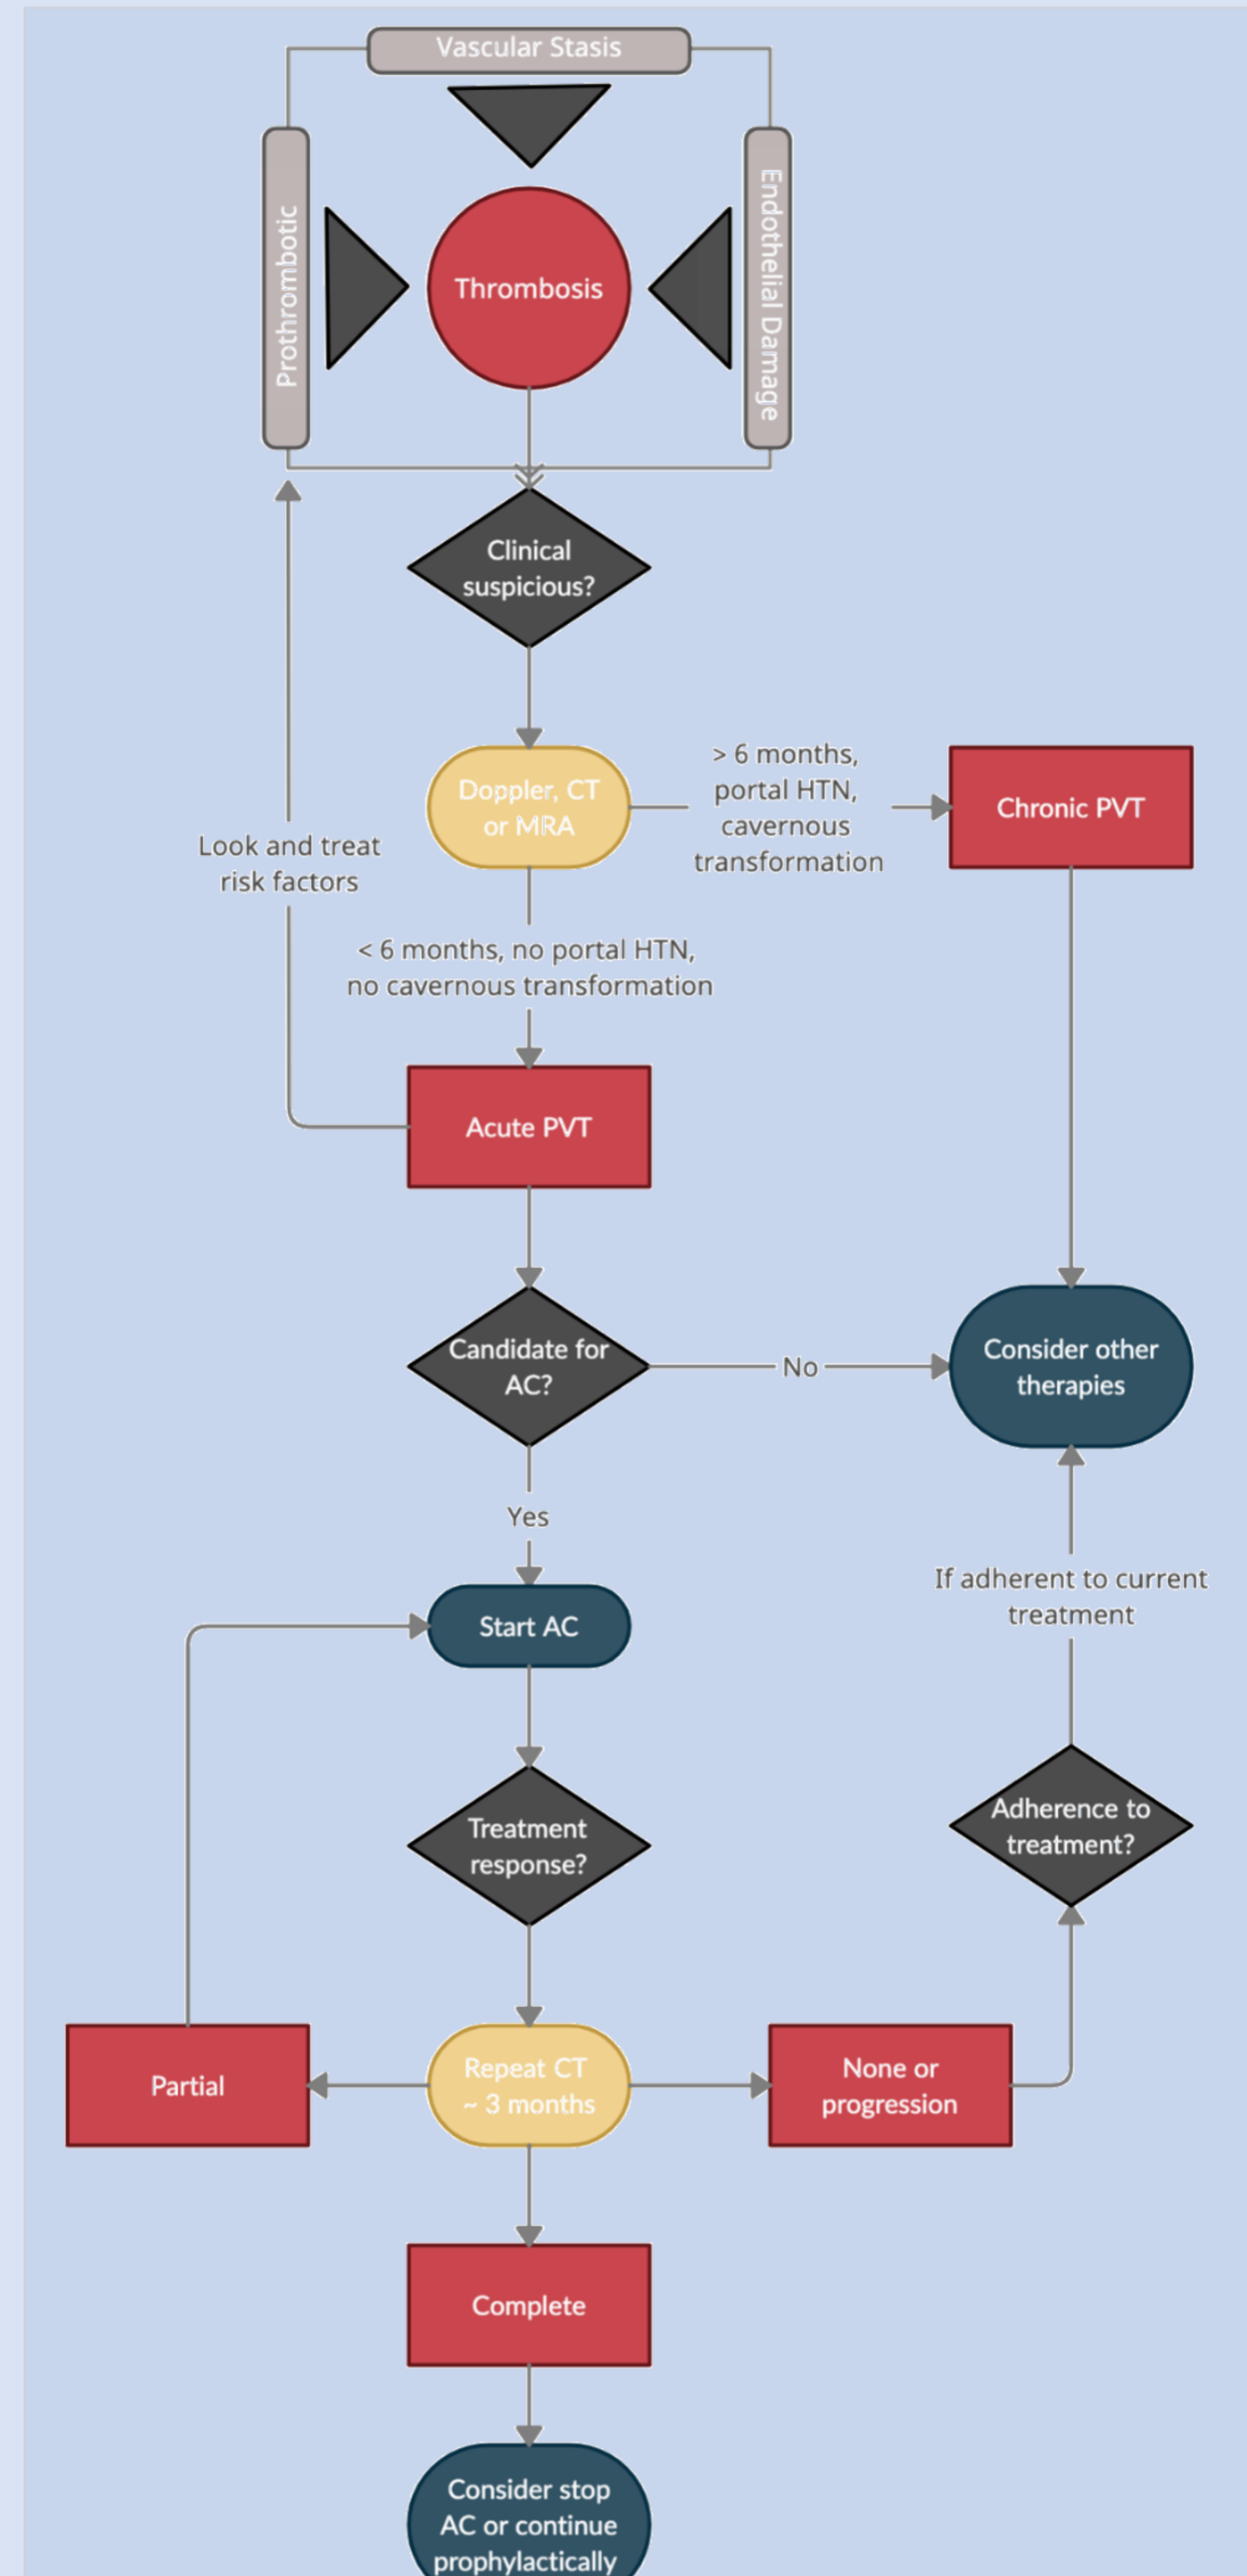 Vascular Stasis
Prothrombotic
Thrombosis
Endothelial Damage
Clinical
suspicious?
Doppler, CT
or MRA
> 6 months,
portal HTN,
cavernous
transformation
Chronic PVT
Look and treat
risk factors
< 6 months, no portal HTN,
no cavernous transformation
Acute PVT
Candidate for
AC?
No
Consider other
therapies
Yes
Start AC
If adherent to current
treatment
Treatment
response?
Adherence to
treatment?
Partial
Repeat CT
~ 3 months
None or
progression
Complete
Consider stop
AC or continue
prophylactically